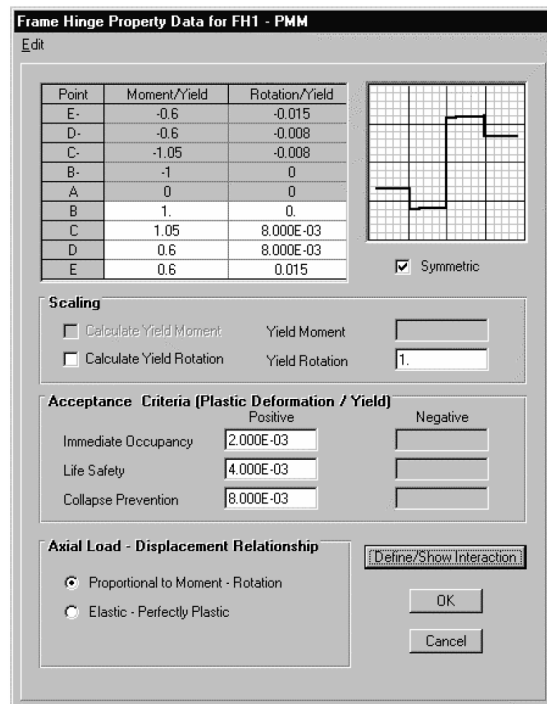 Frame Hinge Property Data for FH1 - PMM
Edit
Point Moment/Yield Rotation/Yield
E- -0.6 -0.015
D- -0.6 -0.008
C- -1.05 -0.008
B- -1 0
A 0 0
B 1. 0.
C 1.05 8.000E-03
D 0.6 8.000E-03
E 0.6 0.015
Symmetric
Scaling
Calculate Yield Moment Yield Moment
Calculate Yield Rotation Yield Rotation 1.
Acceptance Criteria (Plastic Deformation / Yield)
Positive Negative
Immediate Occupancy 2.000E-03
Life Safety 4.000E-03
Collapse Prevention 8.000E-03
Axial Load - Displacement Relationship
Proportional to Moment - Rotation
Elastic - Perfectly Plastic
Define/Show Interaction
OK
Cancel